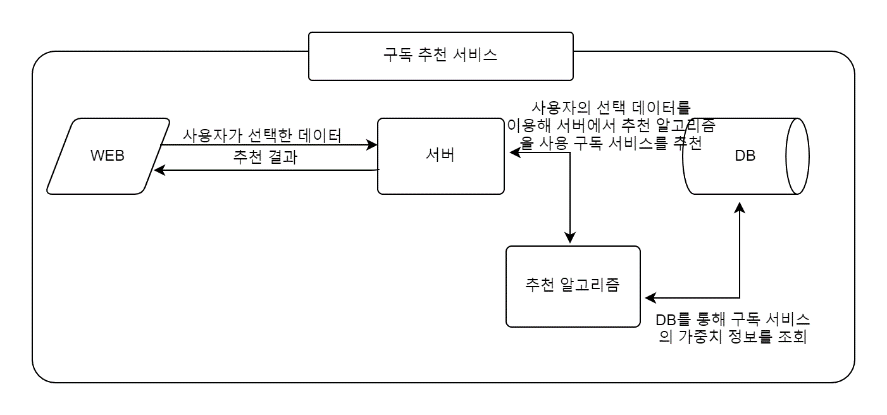 구독 추천 서비스
사용자의 선택 데이터를
이용해 서버에서 추천 알고리즘
을 사용 구독 서비스를 추천
사용자가 선택한 데이터
추천 결과
WEB
서버
DB
추천 알고리즘
DB를 통해 구독 서비스
의 가중치 정보를 조회